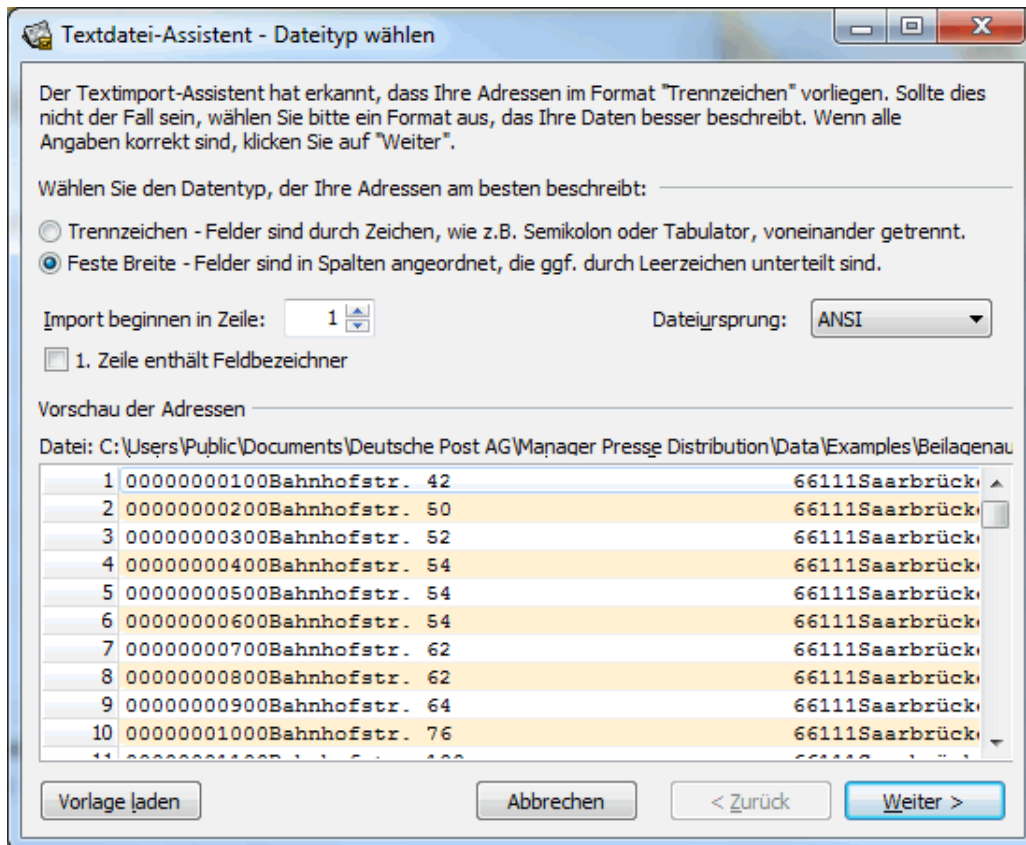 Textdatei-Assistent - Dateityp wählen
Der Textimport-Assistent hat erkannt, dass Ihre Adressen im Format "Trennzeichen" vorliegen. Sollte dies
nicht der Fall sein, wählen Sie bitte ein Format aus, das Ihre Daten besser beschreibt. Wenn alle
Angaben korrekt sind, klicken Sie auf "Weiter".
Wählen Sie den Datentyp, der Ihre Adressen am besten beschreibt:
Trennzeichen - Felder sind durch Zeichen, wie z.B. Semikolon oder Tabulator, voneinander getrennt.
Feste Breite - Felder sind in Spalten angeordnet, die ggf. durch Leerzeichen unterteilt sind.
Import beginnen in Zeile: 1 Dateiursprung: ANSI
1. Zeile enthält Feldbezeichner
Vorschau der Adressen
Datei: C:\Users\Public\Documents\Deutsche Post AG\Manager Presse Distribution\Data\Examples\Beilagenau
1 00000000100Bahnhofstr. 42 66111Saarbrück
2 00000000200Bahnhofstr. 50 66111Saarbrück
3 00000000300Bahnhofstr. 52 66111Saarbrück
4 00000000400Bahnhofstr. 54 66111Saarbrück
5 00000000500Bahnhofstr. 54 66111Saarbrück
6 00000000600Bahnhofstr. 54 66111Saarbrück
7 00000000700Bahnhofstr. 62 66111Saarbrück
8 00000000800Bahnhofstr. 62 66111Saarbrück
9 00000000900Bahnhofstr. 64 66111Saarbrück
10 00000001000Bahnhofstr. 76 66111Saarbrück
Vorlage laden Abbrechen < Zurück Weiter >